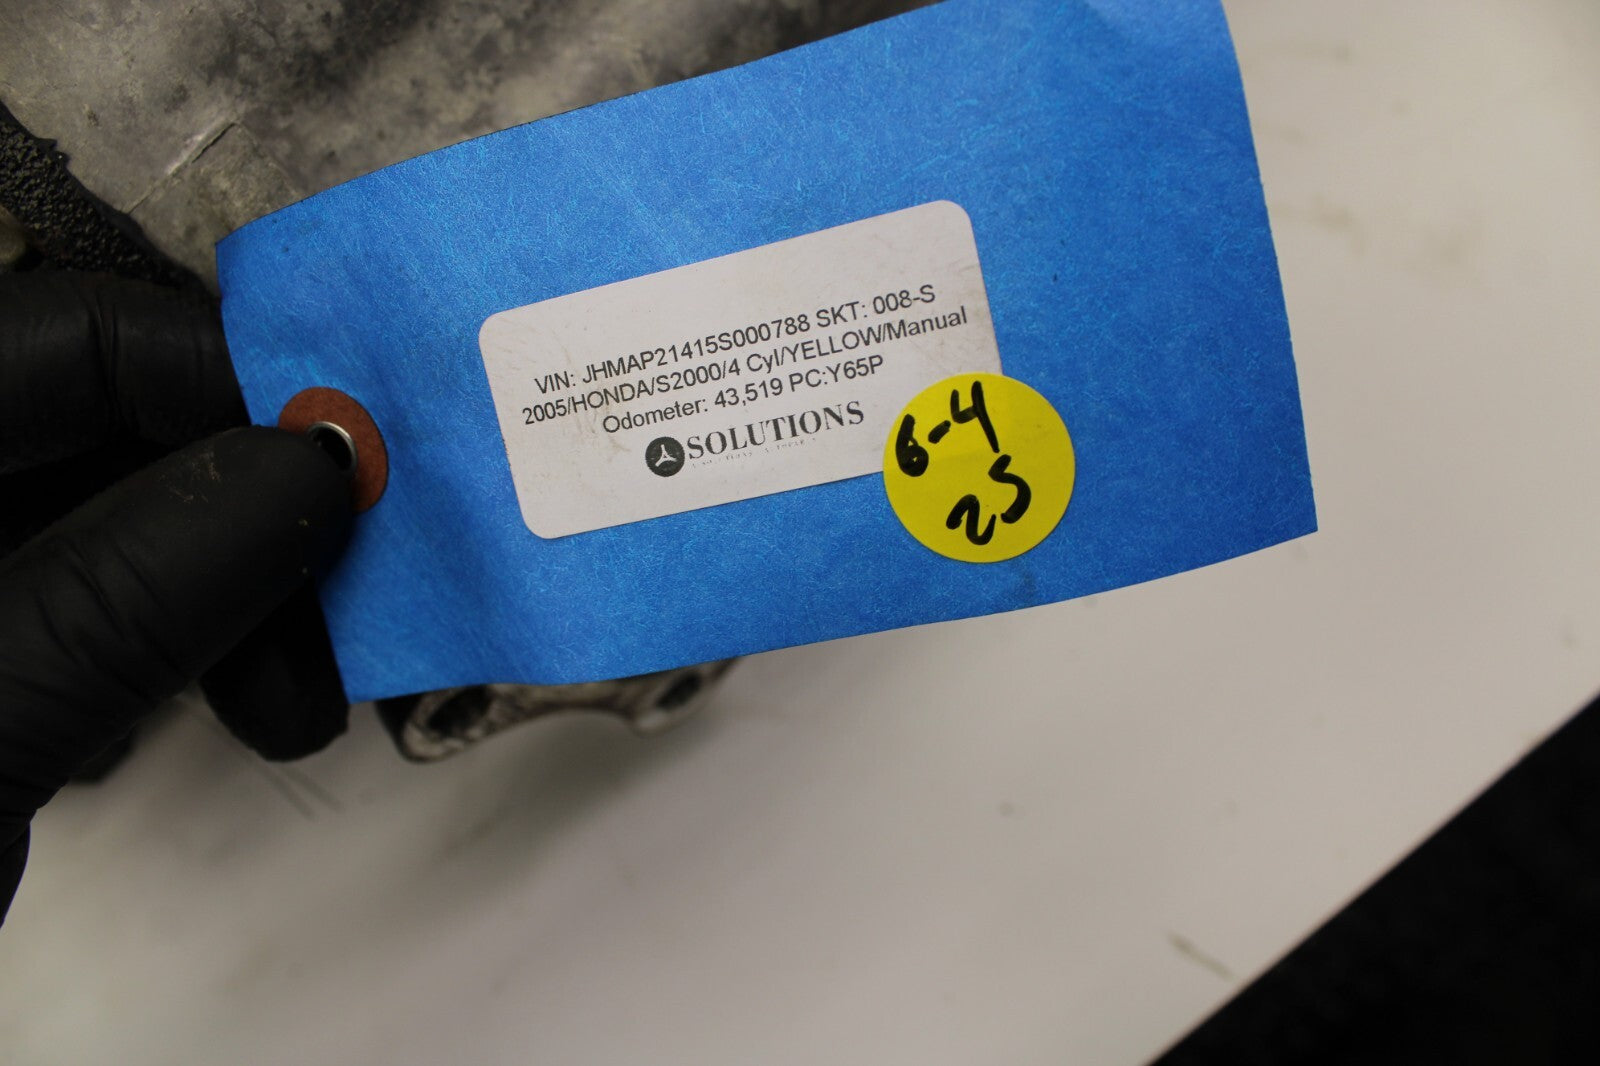 VIN: JHMAP21415S000788 SKT: 008-S
2005/HONDA/S2000/4 Cyl/YELLOW/Manual
Odometer: 43,519 PC:Y65P
SOLUTIONS
6-4
25